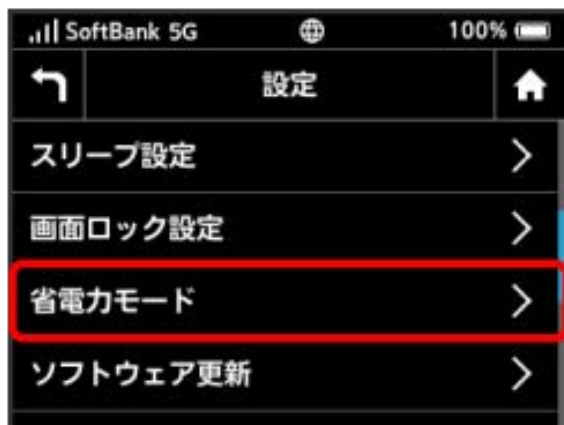 SoftBank 5G 100%
設定
スリープ設定
画面ロック設定
省電力モード
ソフトウェア更新